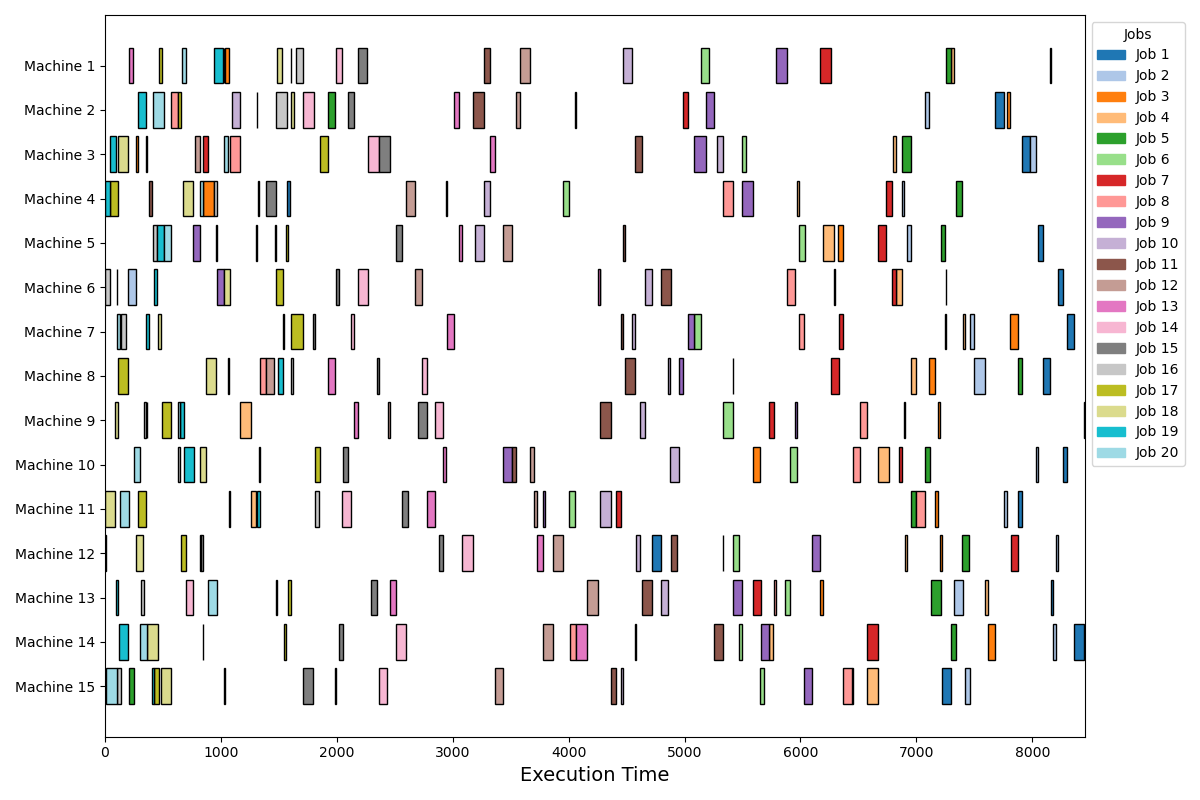 Machine 1
Machine 2
Machine 3
Machine 4
Machine 5
Machine 6
Machine 7
Machine 8
Machine 9
Machine 10
Machine 11
Machine 12
Machine 13
Machine 14
Machine 15
0 1000 2000 3000 4000 5000 6000 7000 8000
Execution Time
Jobs
Job 1
Job 2
Job 3
Job 4
Job 5
Job 6
Job 7
Job 8
Job 9
Job 10
Job 11
Job 12
Job 13
Job 14
Job 15
Job 16
Job 17
Job 18
Job 19
Job 20